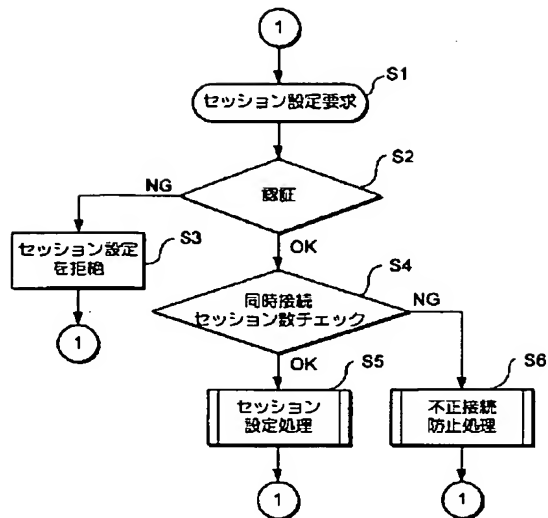 1
S1
セッション設定要求
S2
認証
NG
OK
S3
セッション設定
を拒絶
1
S4
同時接続
セッション数チェック
NG
OK
S5
セッション
設定処理
S6
不正接続
防止処理
1
1